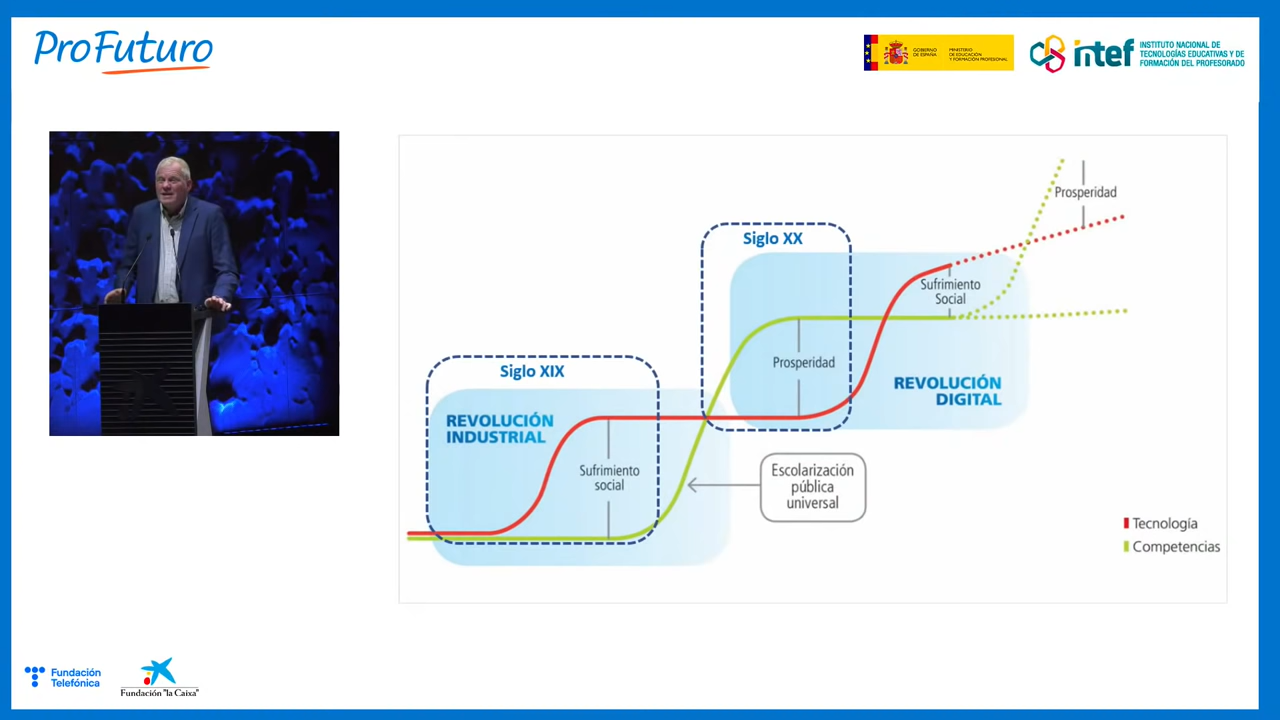 ProFuturo
GOBIERNO
DE ESPAÑA
MINISTERIO
DE EDUCACIÓN
Y FORMACIÓN PROFESIONAL
intef
INSTITUTO NACIONAL DE
TECNOLOGÍAS EDUCATIVAS Y DE
FORMACIÓN DEL PROFESORADO
Prosperidad
Siglo XX
Sufrimiento
Social
Prosperidad
Siglo XIX
REVOLUCIÓN
DIGITAL
REVOLUCIÓN
INDUSTRIAL
Sufrimiento
social
Escolarización
pública
universal
Tecnología
Competencias
Fundación
Telefónica
Fundación "la Caixa"